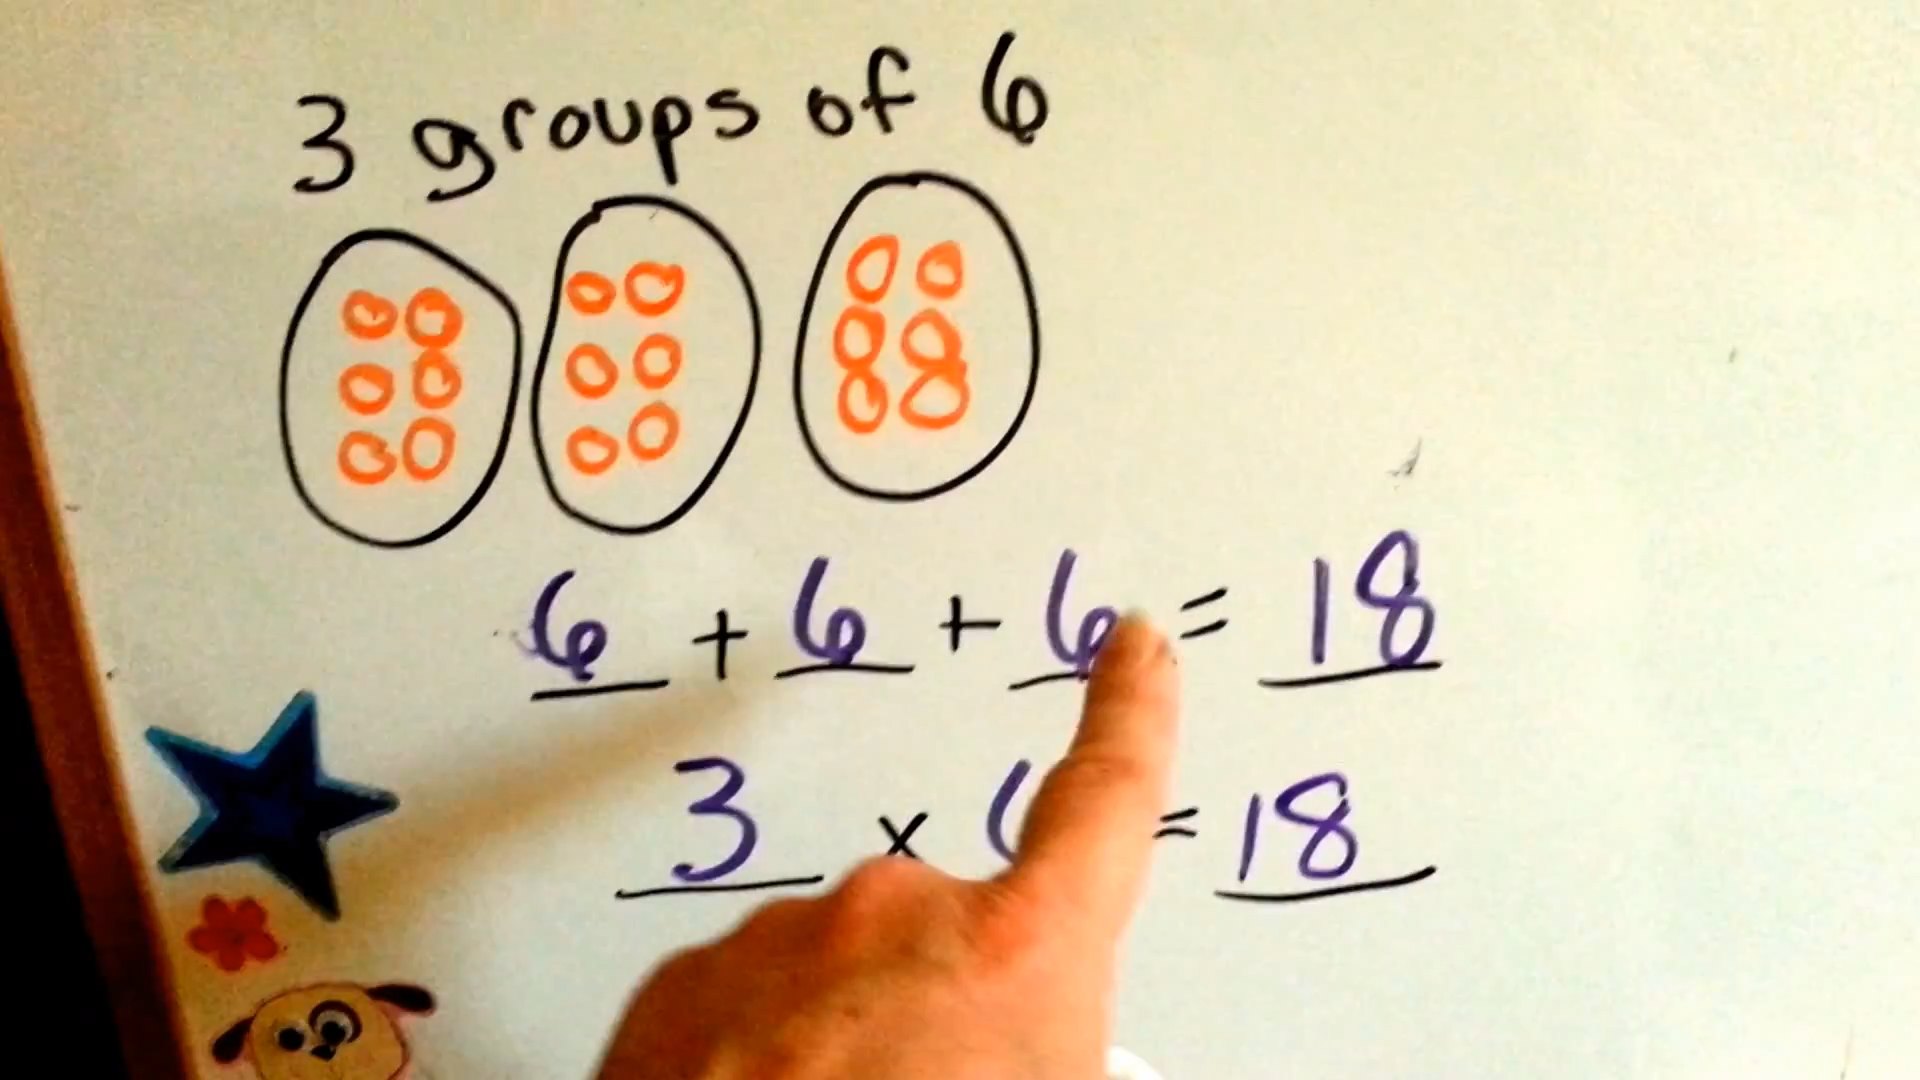 3 groups of 6
6 + 6 + 6 = 18
3 x 6 = 18